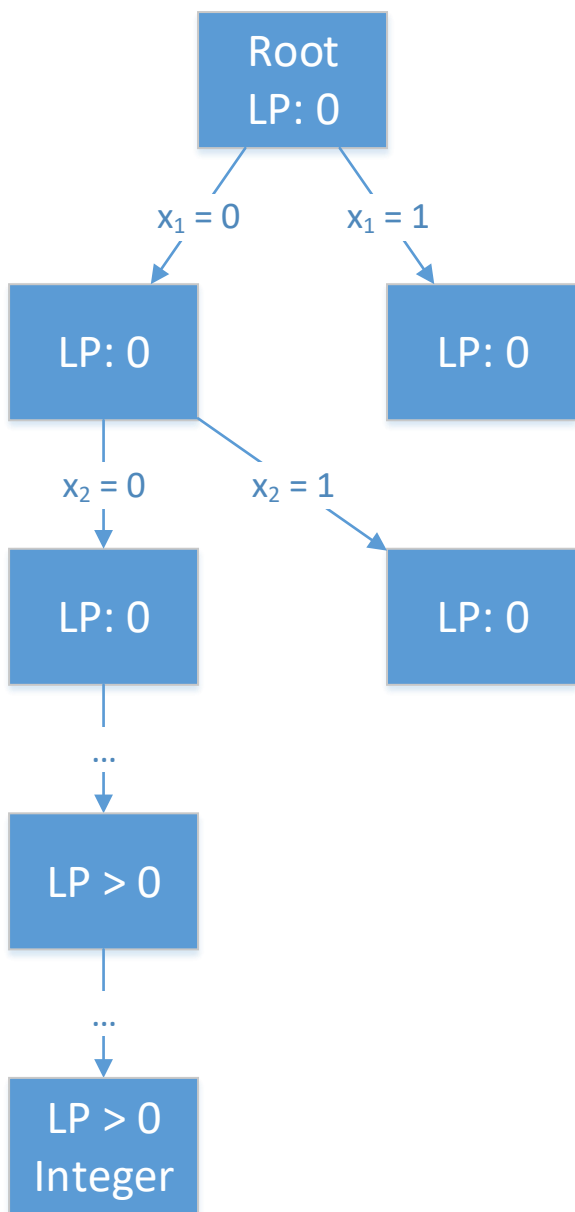 Root
LP: 0
x₁ = 0
x₁ = 1
LP: 0
LP: 0
x₂ = 0
x₂ = 1
LP: 0
LP: 0
...
LP > 0
...
LP > 0
Integer